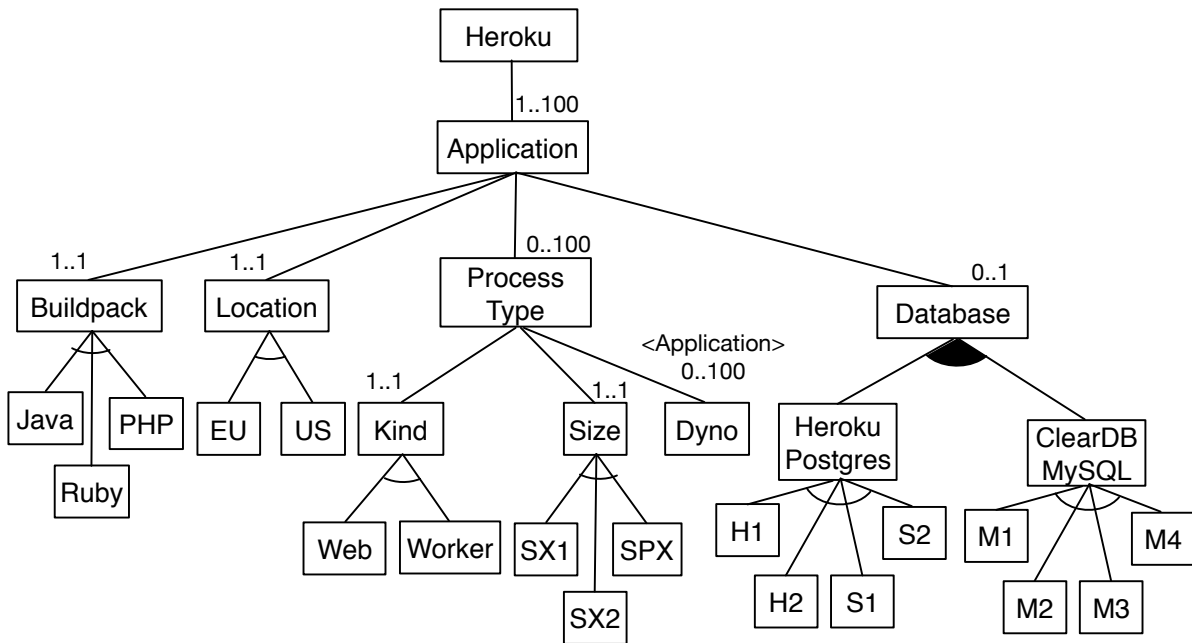 Heroku
1..100
Application
1..1
1..1
0..100
0..1
Buildpack
Location
Process
Type
Database
<Application>
0..100
1..1
1..1
Java
PHP
Ruby
EU
US
Kind
Size
Dyno
Heroku
Postgres
ClearDB
MySQL
Web
Worker
SX1
SPX
SX2
H1
S2
H2
S1
M1
M4
M2
M3